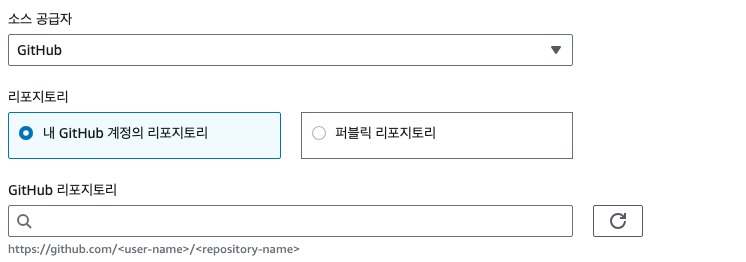 소스 공급자
GitHub
리포지토리
내 GitHub 계정의 리포지토리
퍼블릭 리포지토리
GitHub 리포지토리
https://github.com/<user-name>/<repository-name>